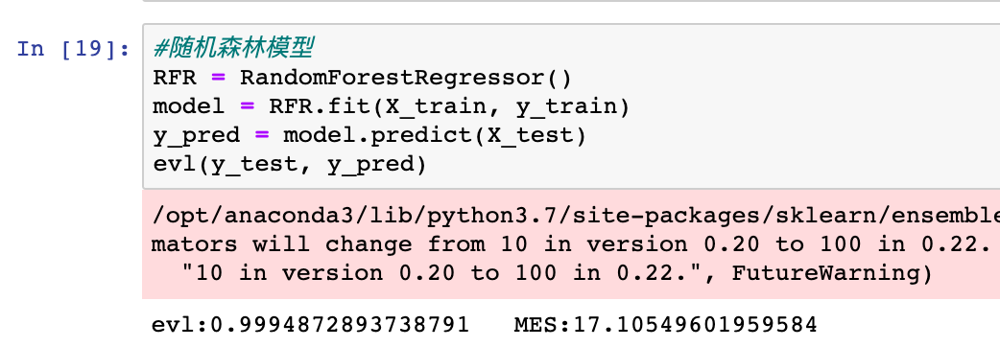 In [19]:
#随机森林模型
RFR = RandomForestRegressor()
model = RFR.fit(X_train, y_train)
y_pred = model.predict(X_test)
evl(y_test, y_pred)
/opt/anaconda3/lib/python3.7/site-packages/sklearn/ensemble
mators will change from 10 in version 0.20 to 100 in 0.22.
"10 in version 0.20 to 100 in 0.22.", FutureWarning)
evl:0.9994872893738791 MES:17.10549601959584